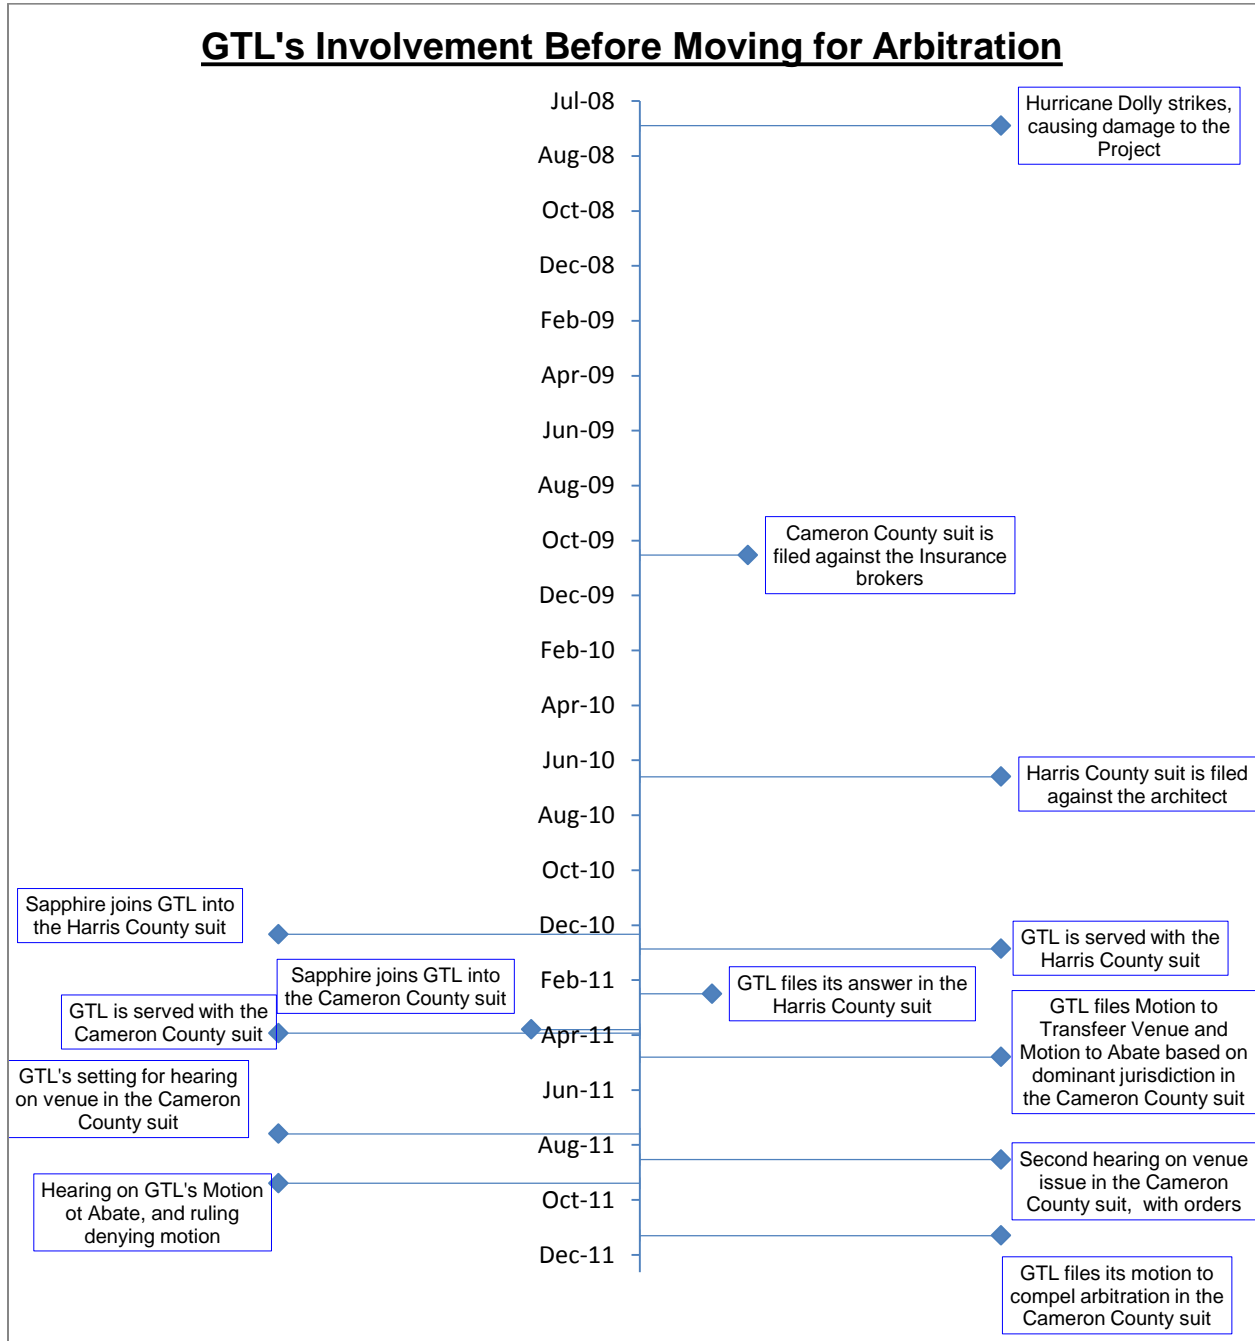 GTL's Involvement Before Moving for Arbitration
Jul-08
Hurricane Dolly strikes,
causing damage to the
Project
Aug-08
Oct-08
Dec-08
Feb-09
Apr-09
Jun-09
Aug-09
Oct-09
Cameron County suit is
filed against the Insurance
brokers
Dec-09
Feb-10
Apr-10
Jun-10
Harris County suit is filed
against the architect
Aug-10
Oct-10
Sapphire joins GTL into
the Harris County suit
Dec-10
GTL is served with the
Harris County suit
Sapphire joins GTL into
the Cameron County suit
Feb-11
GTL files its answer in the
Harris County suit
GTL is served with the
Cameron County suit
Apr-11
GTL files Motion to
Transfeer Venue and
Motion to Abate based on
dominant jurisdiction in
the Cameron County suit
GTL's setting for hearing
on venue in the Cameron
County suit
Jun-11
Aug-11
Second hearing on venue
issue in the Cameron
County suit,  with orders
Hearing on GTL's Motion
ot Abate, and ruling
denying motion
Oct-11
Dec-11
GTL files its motion to
compel arbitration in the
Cameron County suit